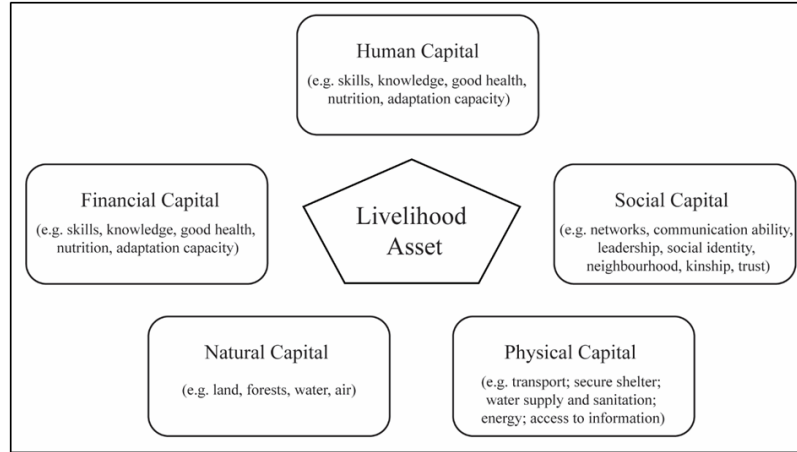 Human Capital
(e.g. skills, knowledge, good health,
nutrition, adaptation capacity)
Financial Capital
(e.g. skills, knowledge, good health,
nutrition, adaptation capacity)
Livelihood
Asset
Social Capital
(e.g. networks, communication ability,
leadership, social identity,
neighbourhood, kinship, trust)
Natural Capital
(e.g. land, forests, water, air)
Physical Capital
(e.g. transport; secure shelter;
water supply and sanitation;
energy; access to information)